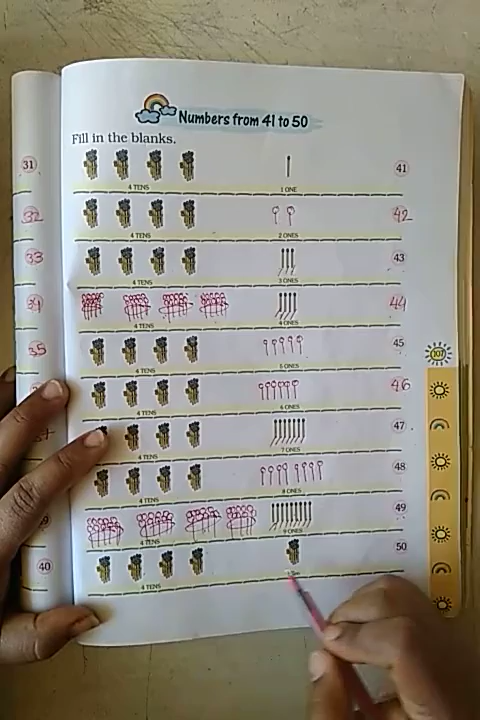 Numbers from 41 to 50
Fill in the blanks.
31
4 TENS 1 ONE 41
32
4 TENS 2 ONES 42
33
4 TENS 3 ONES 43
34
4 TENS 4 ONES 44
35
4 TENS 5 ONES 45
107
4 TENS 6 ONES 46
4 TENS 7 ONES 47
4 TENS 8 ONES 48
4 TENS 9 ONES 49
40
4 TENS 50